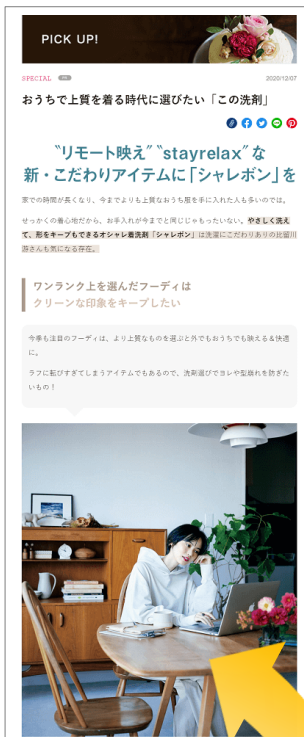 PICK UP!
SPECIAL PR 2020/12/07
おうちで上質を着る時代に選びたい「この洗剤」
“リモート映え”“stayrelax”な
新・こだわりアイテムに「シャレボン」を
家での時間が長くなり、今までよりも上質なおうち服を手に入れた人も多いのでは。
せっかくの着心地だから、お手入れが今までと同じじゃもったいない。やさしく洗え
て、形をキープもできるオシャレ着洗剤「シャレボン」は洗濯にこだわりありの比留川
游さんも気になる存在。
ワンランク上を選んだフーディは
クリーンな印象をキープしたい
今季も注目のフーディは、より上質なものを選ぶと外でもおうちでも映える＆快適
に。
ラフに転びすぎてしまうアイテムでもあるので、洗剤選びでヨレや型崩れを防ぎた
いもの！